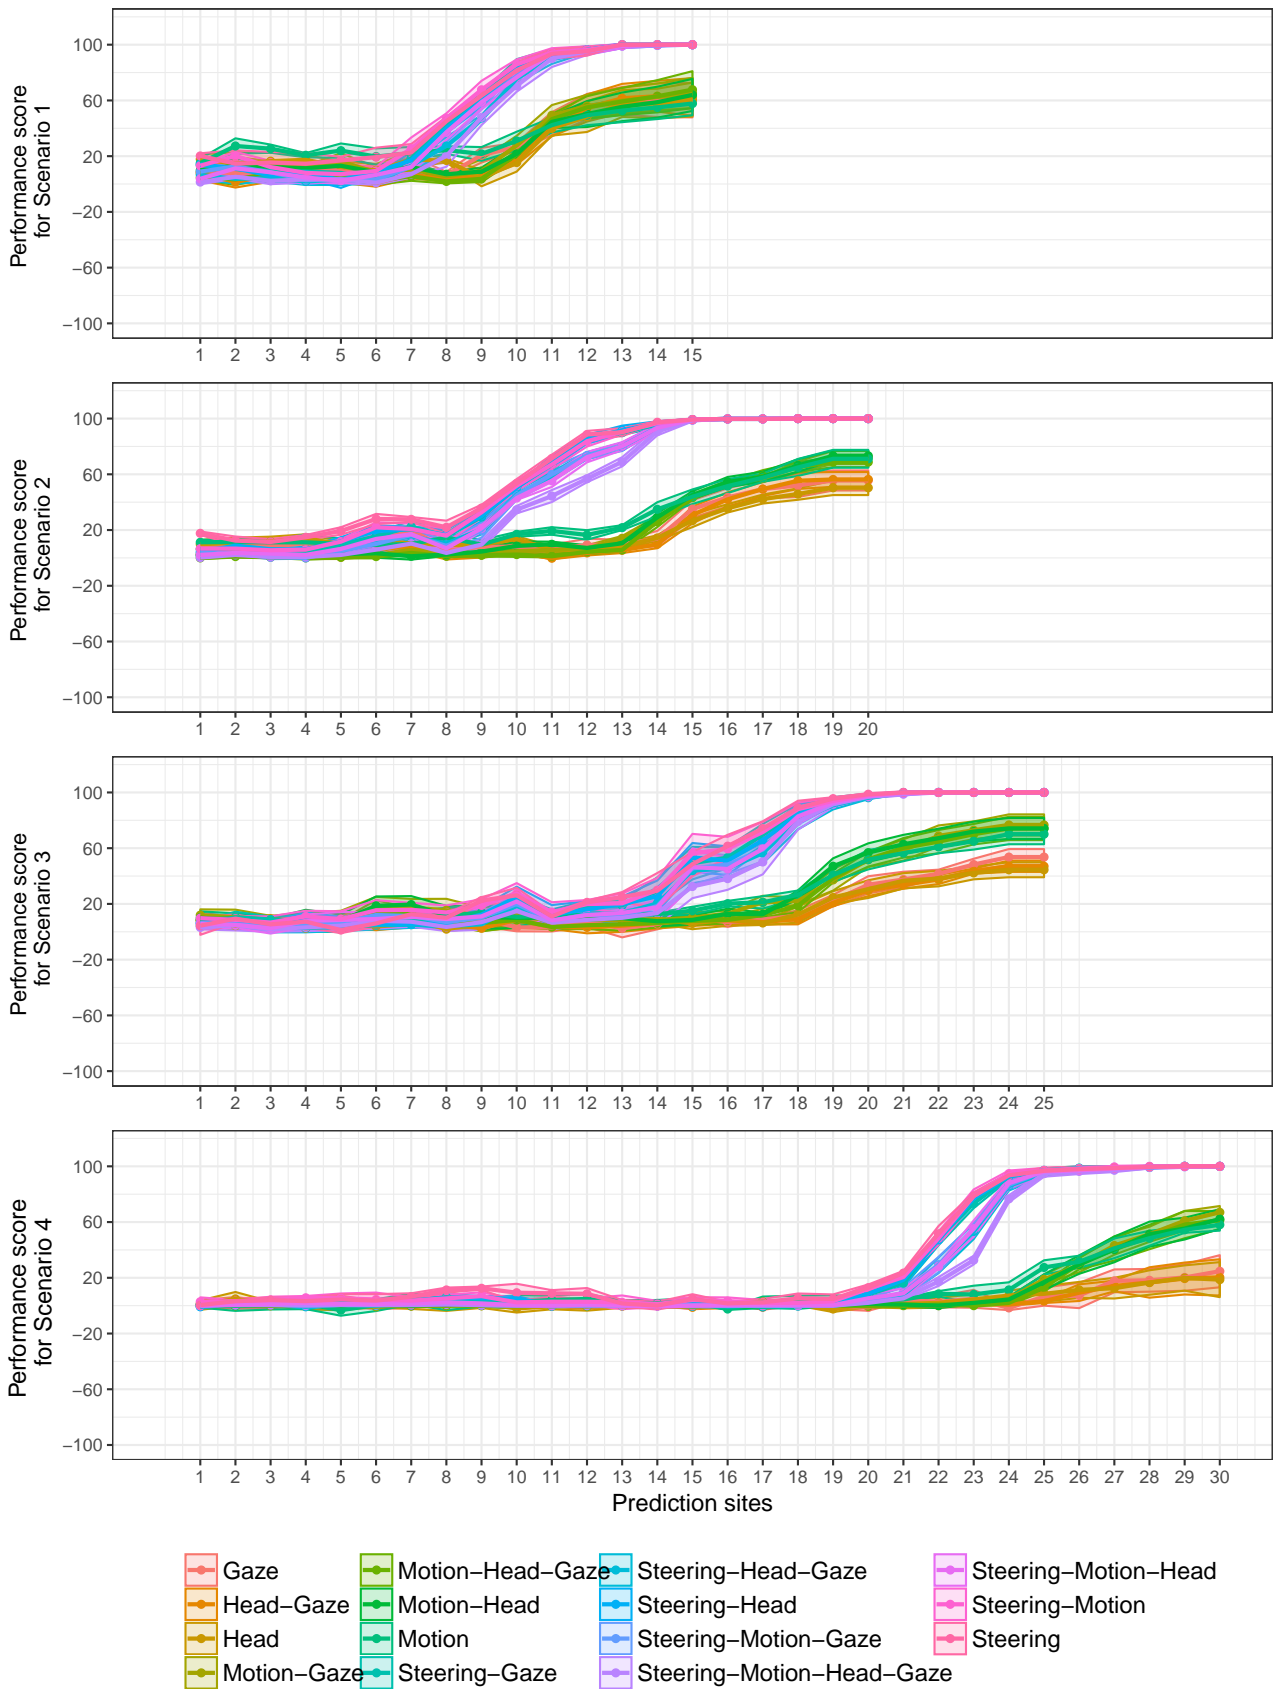 Performance score
for Scenario 1
100
60
20
−20
−60
−100
1 2 3 4 5 6 7 8 9 10 11 12 13 14 15
Performance score
for Scenario 2
100
60
20
−20
−60
−100
1 2 3 4 5 6 7 8 9 10 11 12 13 14 15 16 17 18 19 20
Performance score
for Scenario 3
100
60
20
−20
−60
−100
1 2 3 4 5 6 7 8 9 10 11 12 13 14 15 16 17 18 19 20 21 22 23 24 25
Performance score
for Scenario 4
100
60
20
−20
−60
−100
1 2 3 4 5 6 7 8 9 10 11 12 13 14 15 16 17 18 19 20 21 22 23 24 25 26 27 28 29 30
Prediction sites
Gaze Motion−Head−Gaze Steering−Head−Gaze Steering−Motion−Head
Head−Gaze Motion−Head Steering−Head Steering−Motion
Head Motion Steering−Motion−Gaze Steering
Motion−Gaze Steering−Gaze Steering−Motion−Head−Gaze